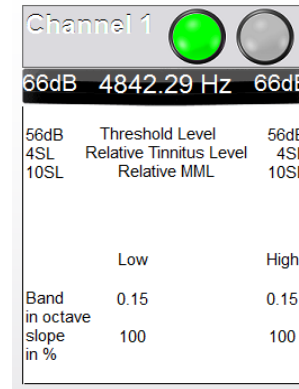 Channel 1
66dB 4842.29 Hz 66dB
56dB Threshold Level 56dB
4SL Relative Tinnitus Level 4SL
10SL Relative MML 10SL
Low High
Band 0.15 0.15
in octave
slope 100 100
in %